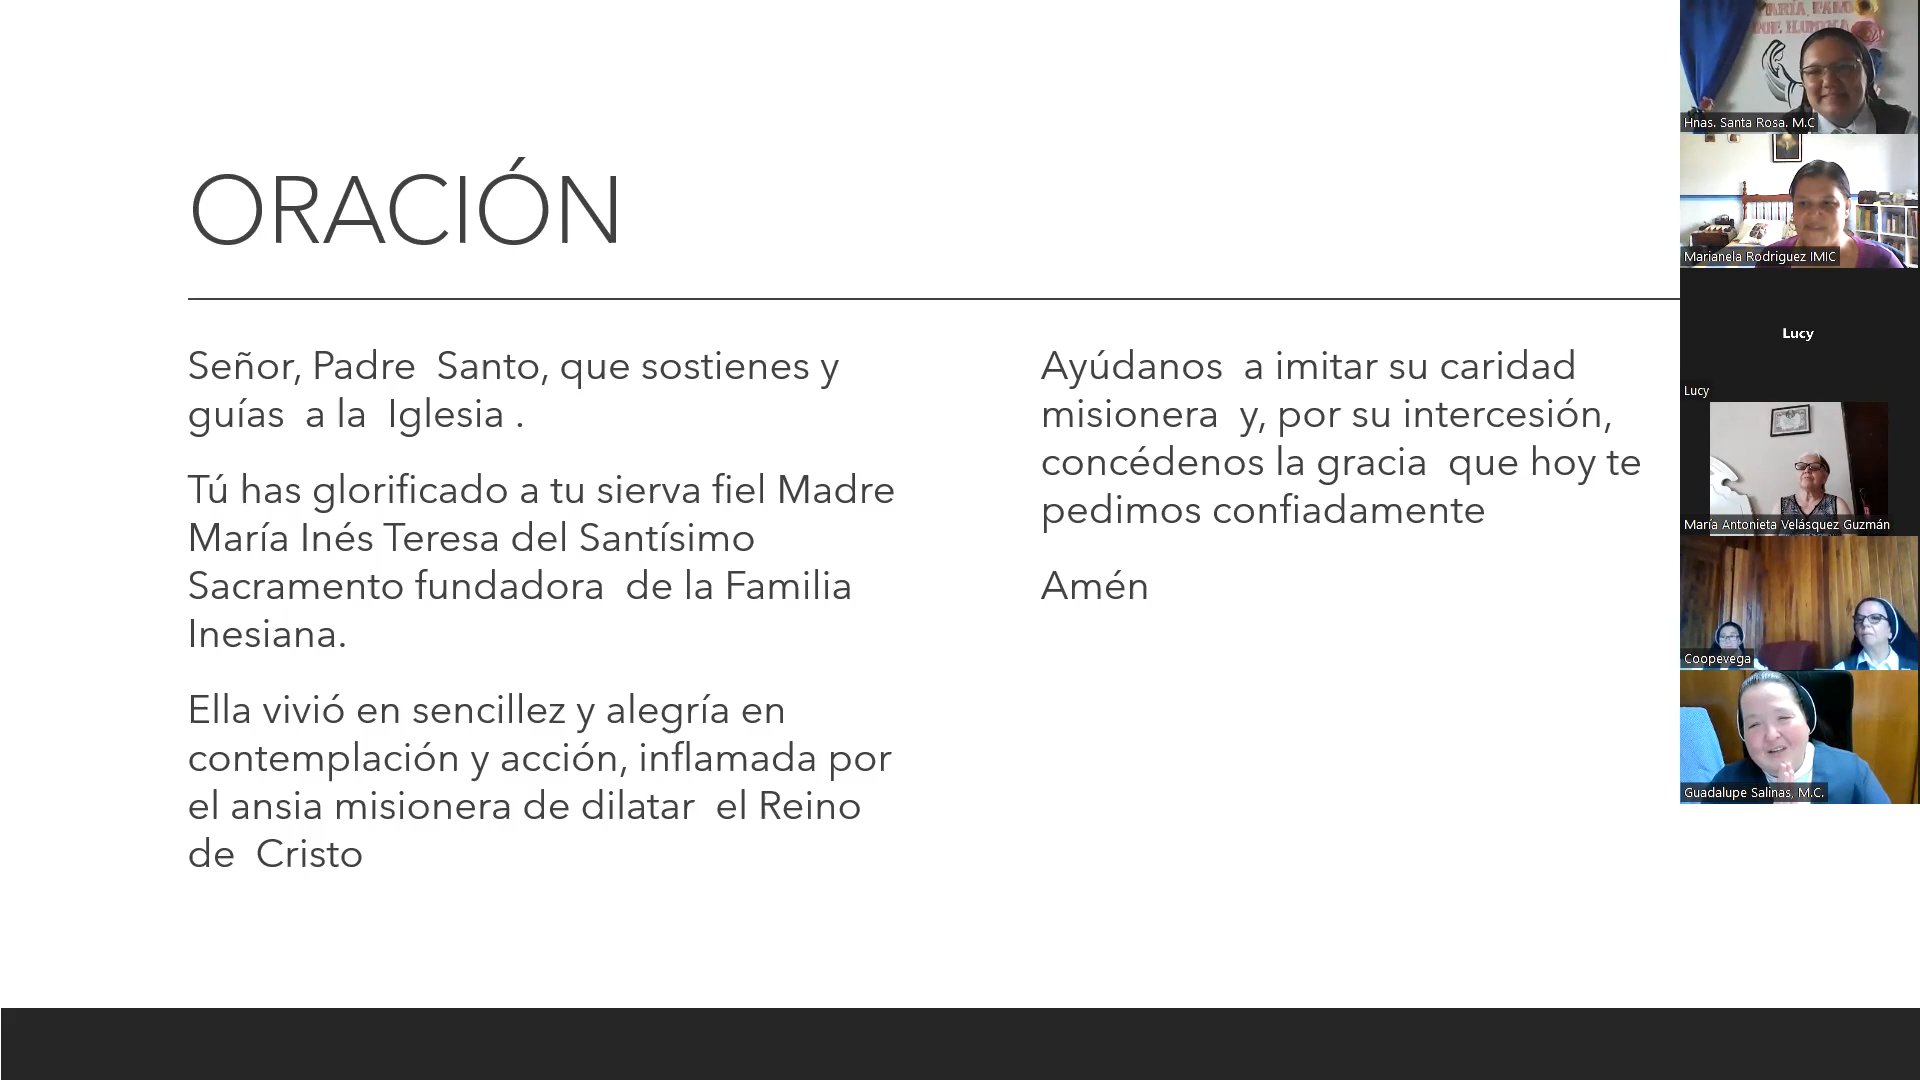 ORACIÓN
Señor, Padre  Santo, que sostienes y
guías  a la  Iglesia .
Tú has glorificado a tu sierva fiel Madre
María Inés Teresa del Santísimo
Sacramento fundadora  de la Familia
Inesiana.
Ella vivió en sencillez y alegría en
contemplación y acción, inflamada por
el ansia misionera de dilatar  el Reino
de  Cristo
Ayúdanos  a imitar su caridad
misionera  y, por su intercesión,
concédenos la gracia  que hoy te
pedimos confiadamente
Amén
Hnas. Santa Rosa. M.C
Marianela Rodriguez IMIC
Lucy
Lucy
María Antonieta Velásquez Guzmán
Coopevega
Guadalupe Salinas, M.C.